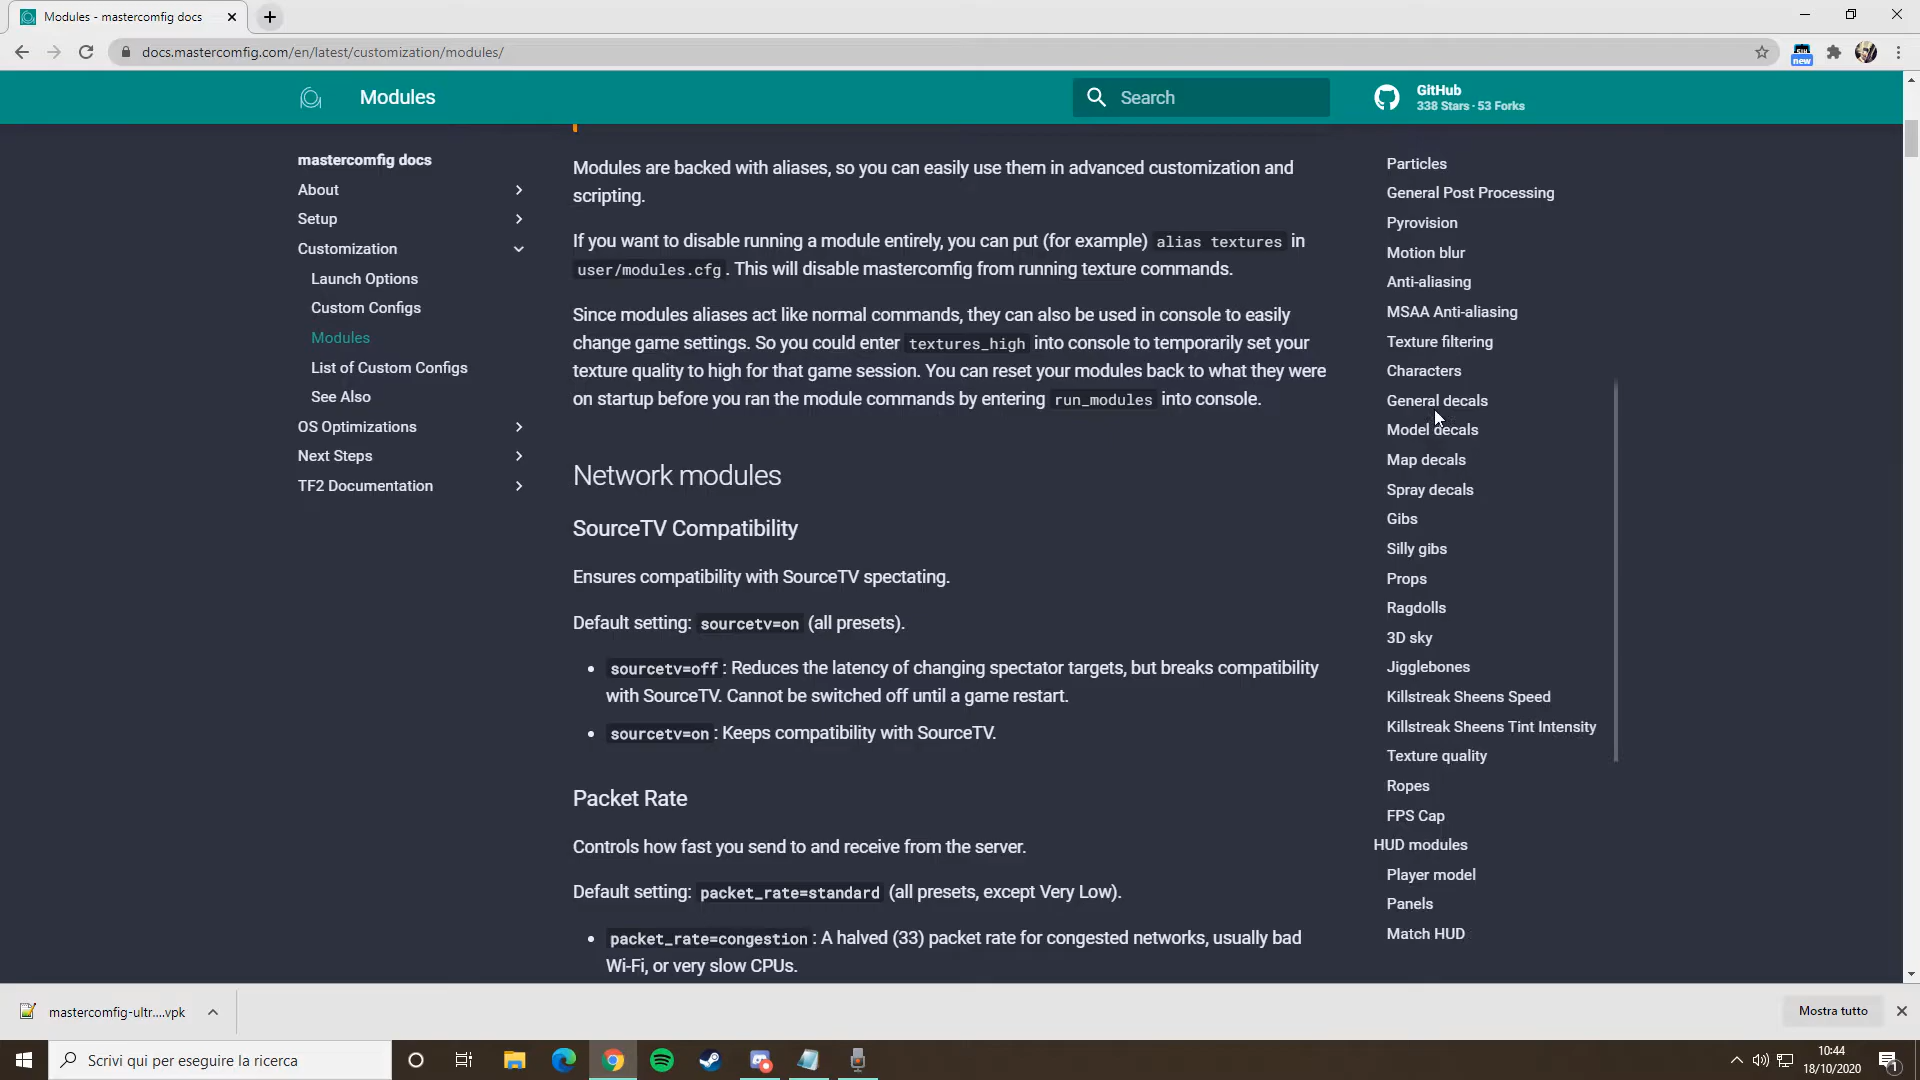 Modules - mastercomfig docs
docs.mastercomfig.com/en/latest/customization/modules/
new
Modules
Search
GitHub
338 Stars · 53 Forks
mastercomfig docs
About
Setup
Customization
Launch Options
Custom Configs
Modules
List of Custom Configs
See Also
OS Optimizations
Next Steps
TF2 Documentation
Modules are backed with aliases, so you can easily use them in advanced customization and
scripting.
If you want to disable running a module entirely, you can put (for example) alias textures in
user/modules.cfg . This will disable mastercomfig from running texture commands.
Since modules aliases act like normal commands, they can also be used in console to easily
change game settings. So you could enter textures_high into console to temporarily set your
texture quality to high for that game session. You can reset your modules back to what they were
on startup before you ran the module commands by entering run_modules into console.
Network modules
SourceTV Compatibility
Ensures compatibility with SourceTV spectating.
Default setting: sourcetv=on (all presets).
• sourcetv=off : Reduces the latency of changing spectator targets, but breaks compatibility
with SourceTV. Cannot be switched off until a game restart.
• sourcetv=on : Keeps compatibility with SourceTV.
Packet Rate
Controls how fast you send to and receive from the server.
Default setting: packet_rate=standard (all presets, except Very Low).
• packet_rate=congestion : A halved (33) packet rate for congested networks, usually bad
Wi-Fi, or very slow CPUs.
Particles
General Post Processing
Pyrovision
Motion blur
Anti-aliasing
MSAA Anti-aliasing
Texture filtering
Characters
General decals
Model decals
Map decals
Spray decals
Gibs
Silly gibs
Props
Ragdolls
3D sky
Jigglebones
Killstreak Sheens Speed
Killstreak Sheens Tint Intensity
Texture quality
Ropes
FPS Cap
HUD modules
Player model
Panels
Match HUD
mastercomfig-ultr....vpk
Mostra tutto
Scrivi qui per eseguire la ricerca
10:44
18/10/2020
1